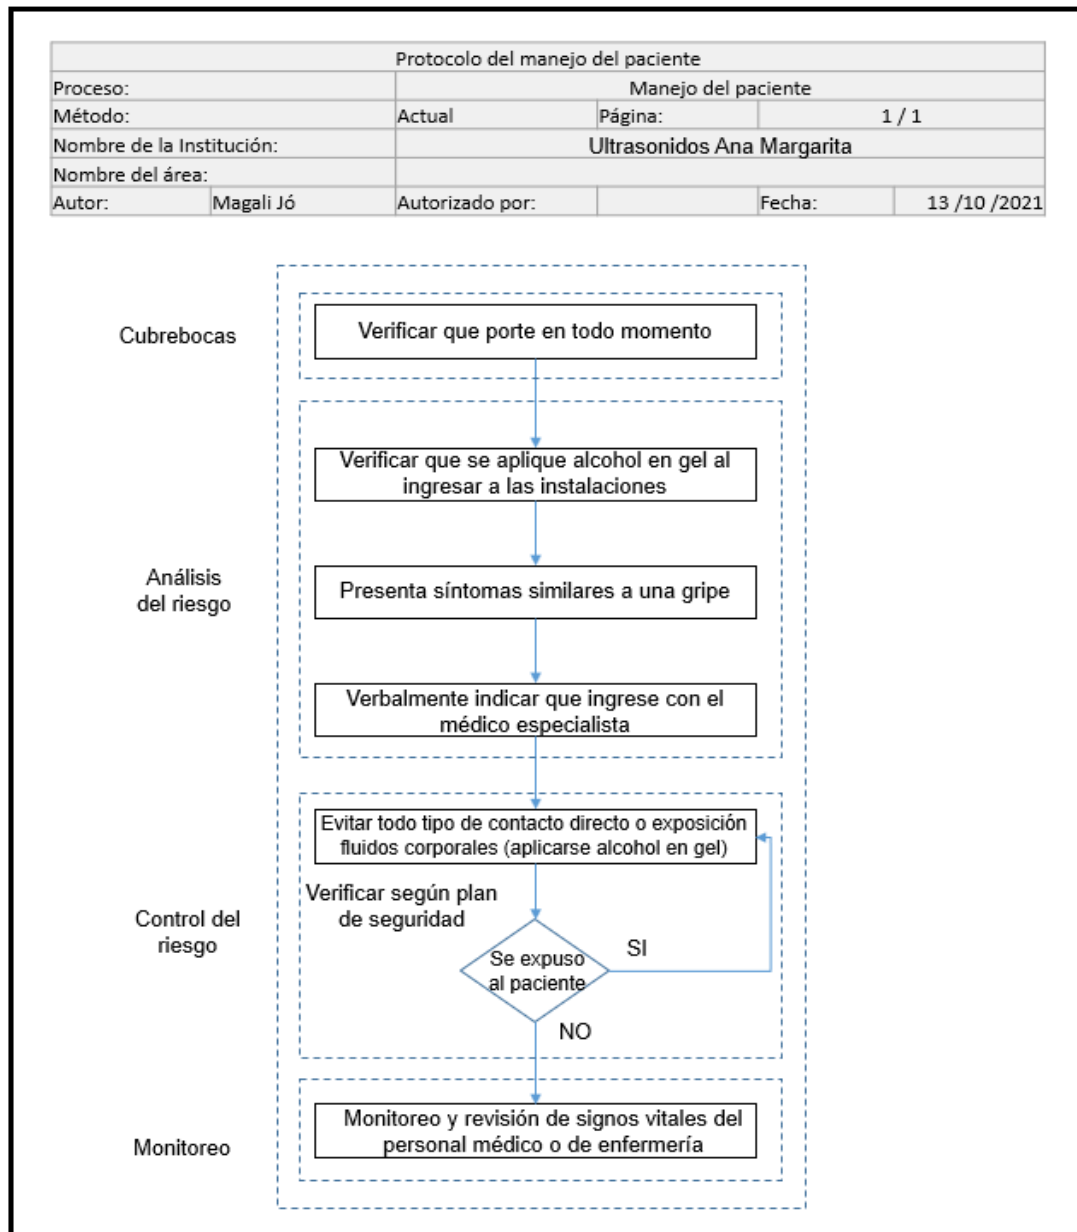 Protocolo del manejo del paciente
Proceso: Manejo del paciente
Método: Actual Página: 1 / 1
Nombre de la Institución: Ultrasonidos Ana Margarita
Nombre del área:
Autor: Magali Jó Autorizado por: Fecha: 13 /10 /2021
Cubrebocas
Verificar que porte en todo momento
Verificar que se aplique alcohol en gel al
ingresar a las instalaciones
Análisis
del riesgo
Presenta síntomas similares a una gripe
Verbalmente indicar que ingrese con el
médico especialista
Evitar todo tipo de contacto directo o exposición
fluidos corporales (aplicarse alcohol en gel)
Verificar según plan
de seguridad
Control del
riesgo
Se expuso
al paciente
SI
NO
Monitoreo
Monitoreo y revisión de signos vitales del
personal médico o de enfermería